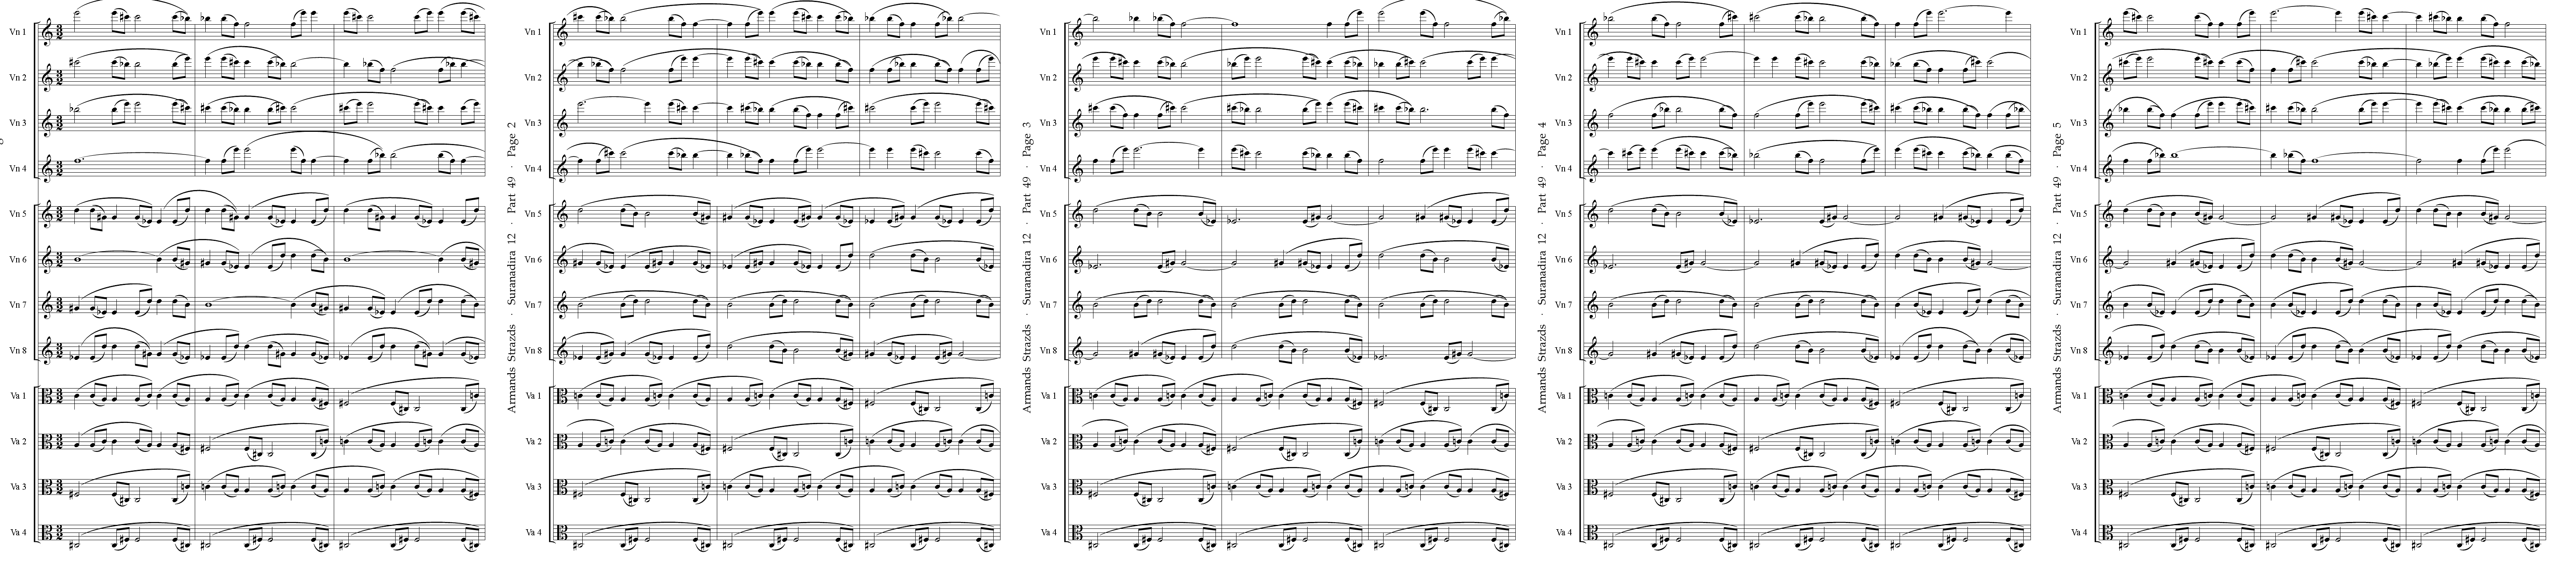 Vn 1
Vn 2
Vn 3
Vn 4
Vn 5
Vn 6
Vn 7
Vn 8
Va 1
Va 2
Va 3
Va 4
Armands Strazds · Suranadira 12 · Part 49 · Page 2
Vn 1
Vn 2
Vn 3
Vn 4
Vn 5
Vn 6
Vn 7
Vn 8
Va 1
Va 2
Va 3
Va 4
Armands Strazds · Suranadira 12 · Part 49 · Page 3
Vn 1
Vn 2
Vn 3
Vn 4
Vn 5
Vn 6
Vn 7
Vn 8
Va 1
Va 2
Va 3
Va 4
Armands Strazds · Suranadira 12 · Part 49 · Page 4
Vn 1
Vn 2
Vn 3
Vn 4
Vn 5
Vn 6
Vn 7
Vn 8
Va 1
Va 2
Va 3
Va 4
Armands Strazds · Suranadira 12 · Part 49 · Page 5
Vn 1
Vn 2
Vn 3
Vn 4
Vn 5
Vn 6
Vn 7
Vn 8
Va 1
Va 2
Va 3
Va 4